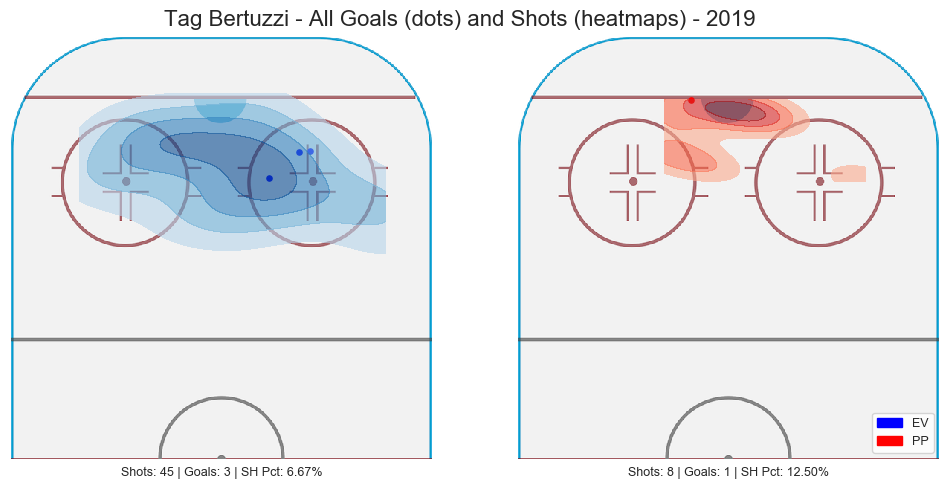 Tag Bertuzzi - All Goals (dots) and Shots (heatmaps) - 2019
EV
PP
Shots: 45 | Goals: 3 | SH Pct: 6.67%
Shots: 8 | Goals: 1 | SH Pct: 12.50%